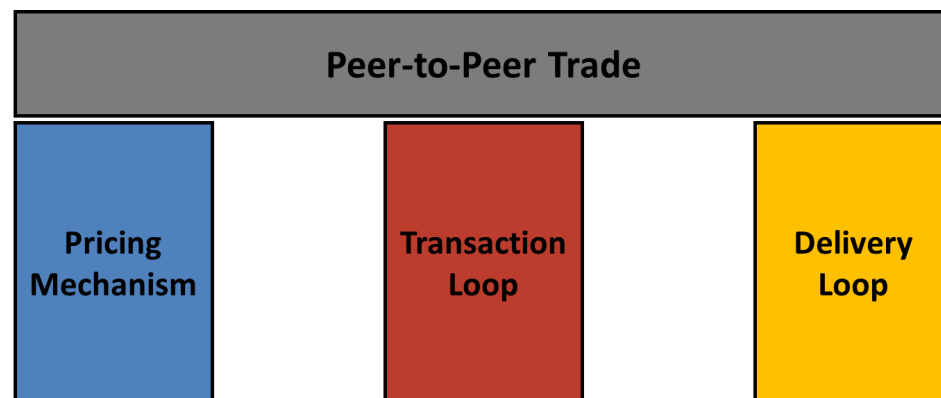 Peer-to-Peer Trade
Pricing
Mechanism
Transaction
Loop
Delivery
Loop